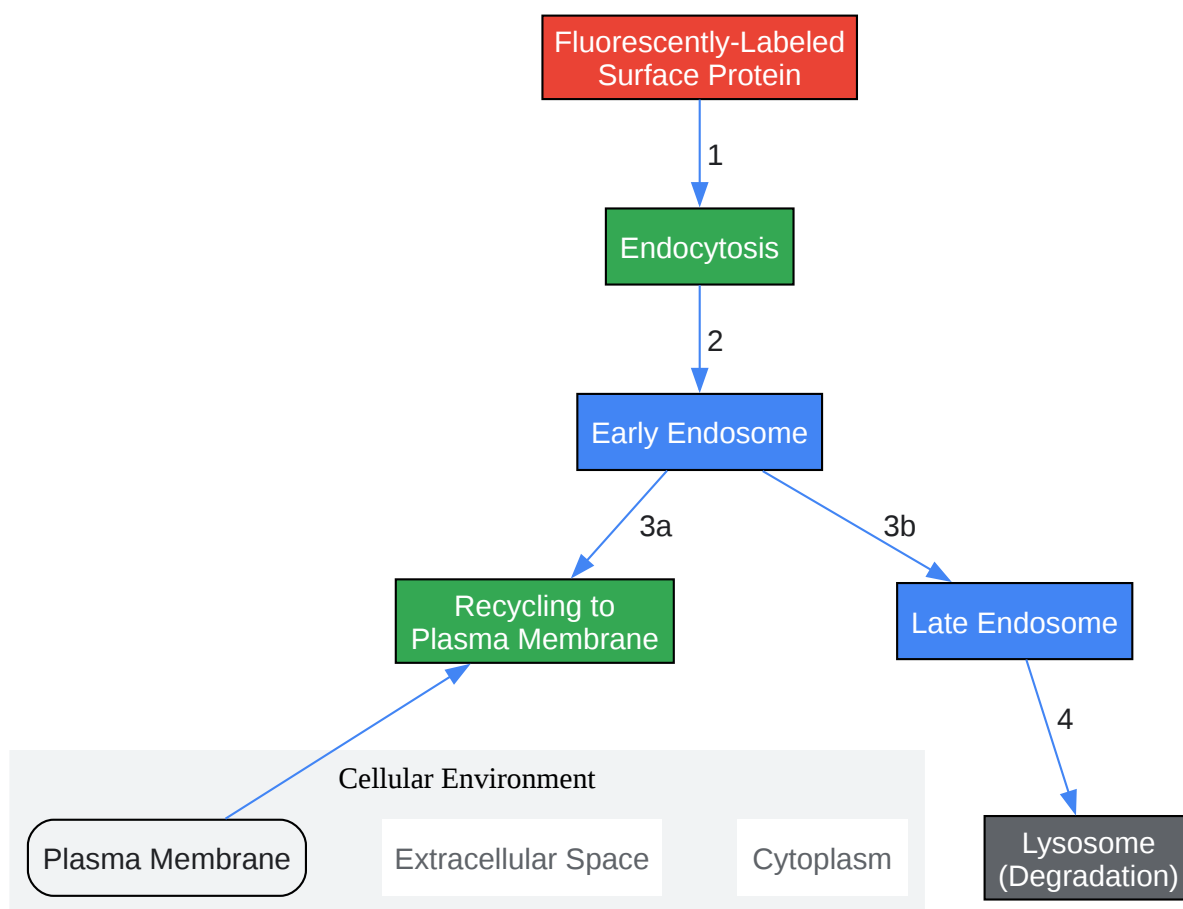 Fluorescently-Labeled
Surface Protein
1
Endocytosis
2
Early Endosome
3a
3b
Recycling to
Plasma Membrane
Late Endosome
4
Cellular Environment
Plasma Membrane
Extracellular Space
Cytoplasm
Lysosome
(Degradation)